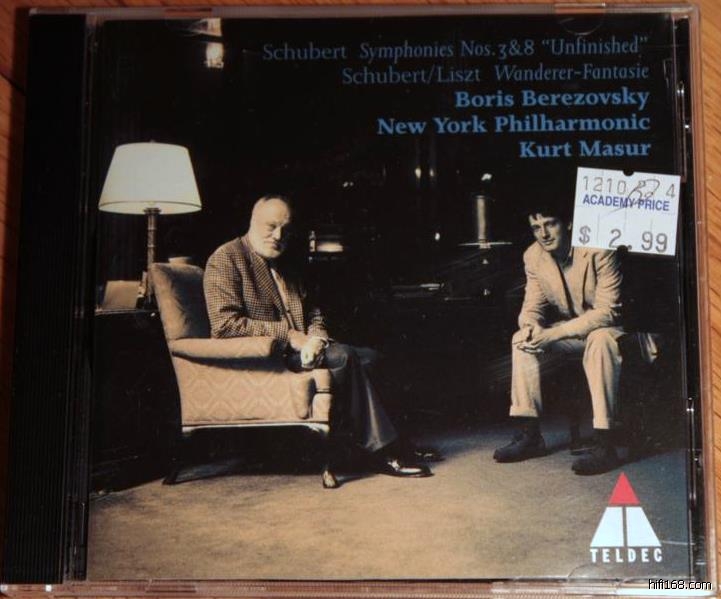 Schubert Symphonies Nos. 3 & 8 "Unfinished"
Schubert/Liszt Wanderer-Fantasie
Boris Berezovsky
New York Philharmonic
Kurt Masur
ACADEMY PRICE
$ 2.99
TELDEC
hifi168.com